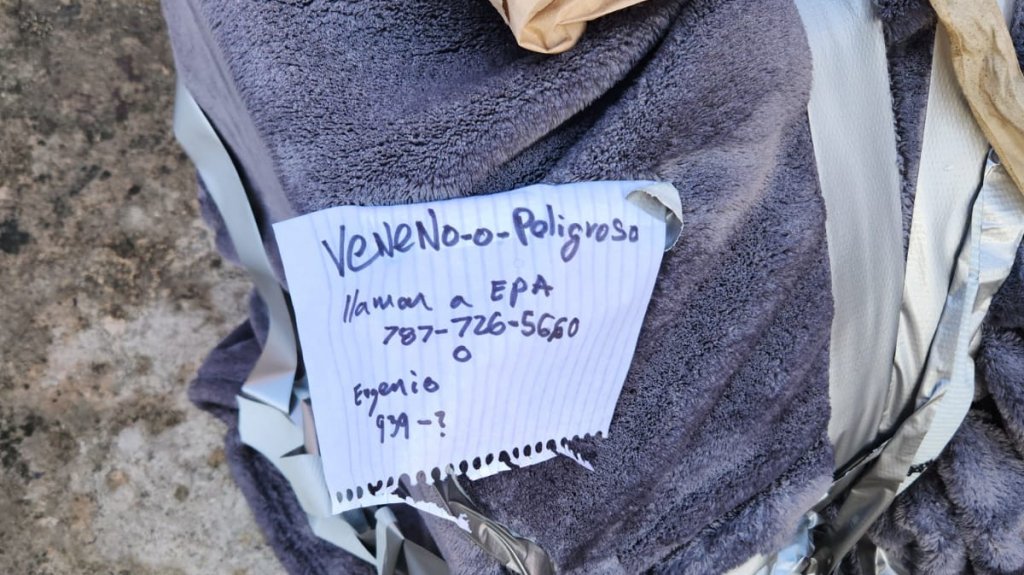 VeNeNo-o-Peligroso
llamar a EPA
787-726-5660
o
Eugenio
939-?